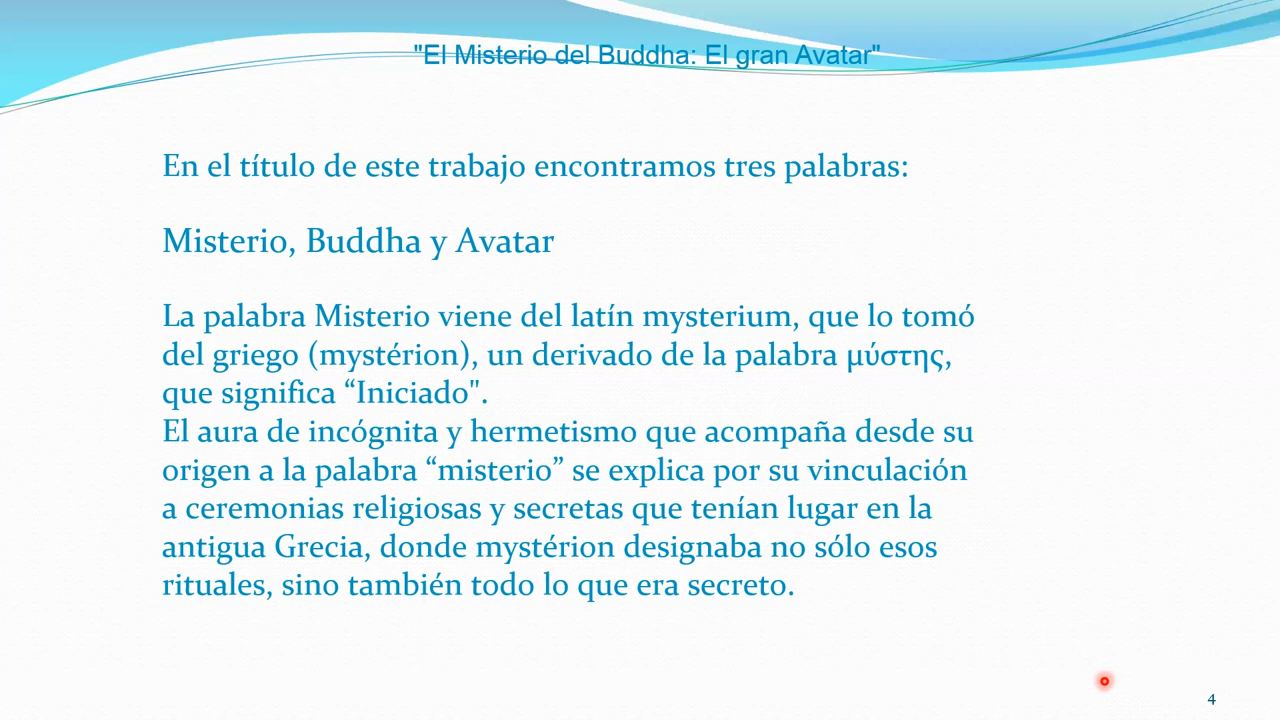 "El Misterio del Buddha: El gran Avatar"
En el título de este trabajo encontramos tres palabras:
Misterio, Buddha y Avatar
La palabra Misterio viene del latín mysterium, que lo tomó
del griego (mystérion), un derivado de la palabra μύστης,
que significa “Iniciado".
El aura de incógnita y hermetismo que acompaña desde su
origen a la palabra “misterio” se explica por su vinculación
a ceremonias religiosas y secretas que tenían lugar en la
antigua Grecia, donde mystérion designaba no sólo esos
rituales, sino también todo lo que era secreto.
4